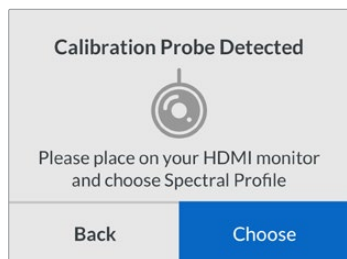 Calibration Probe Detected
Please place on your HDMI monitor
and choose Spectral Profile
Back
Choose